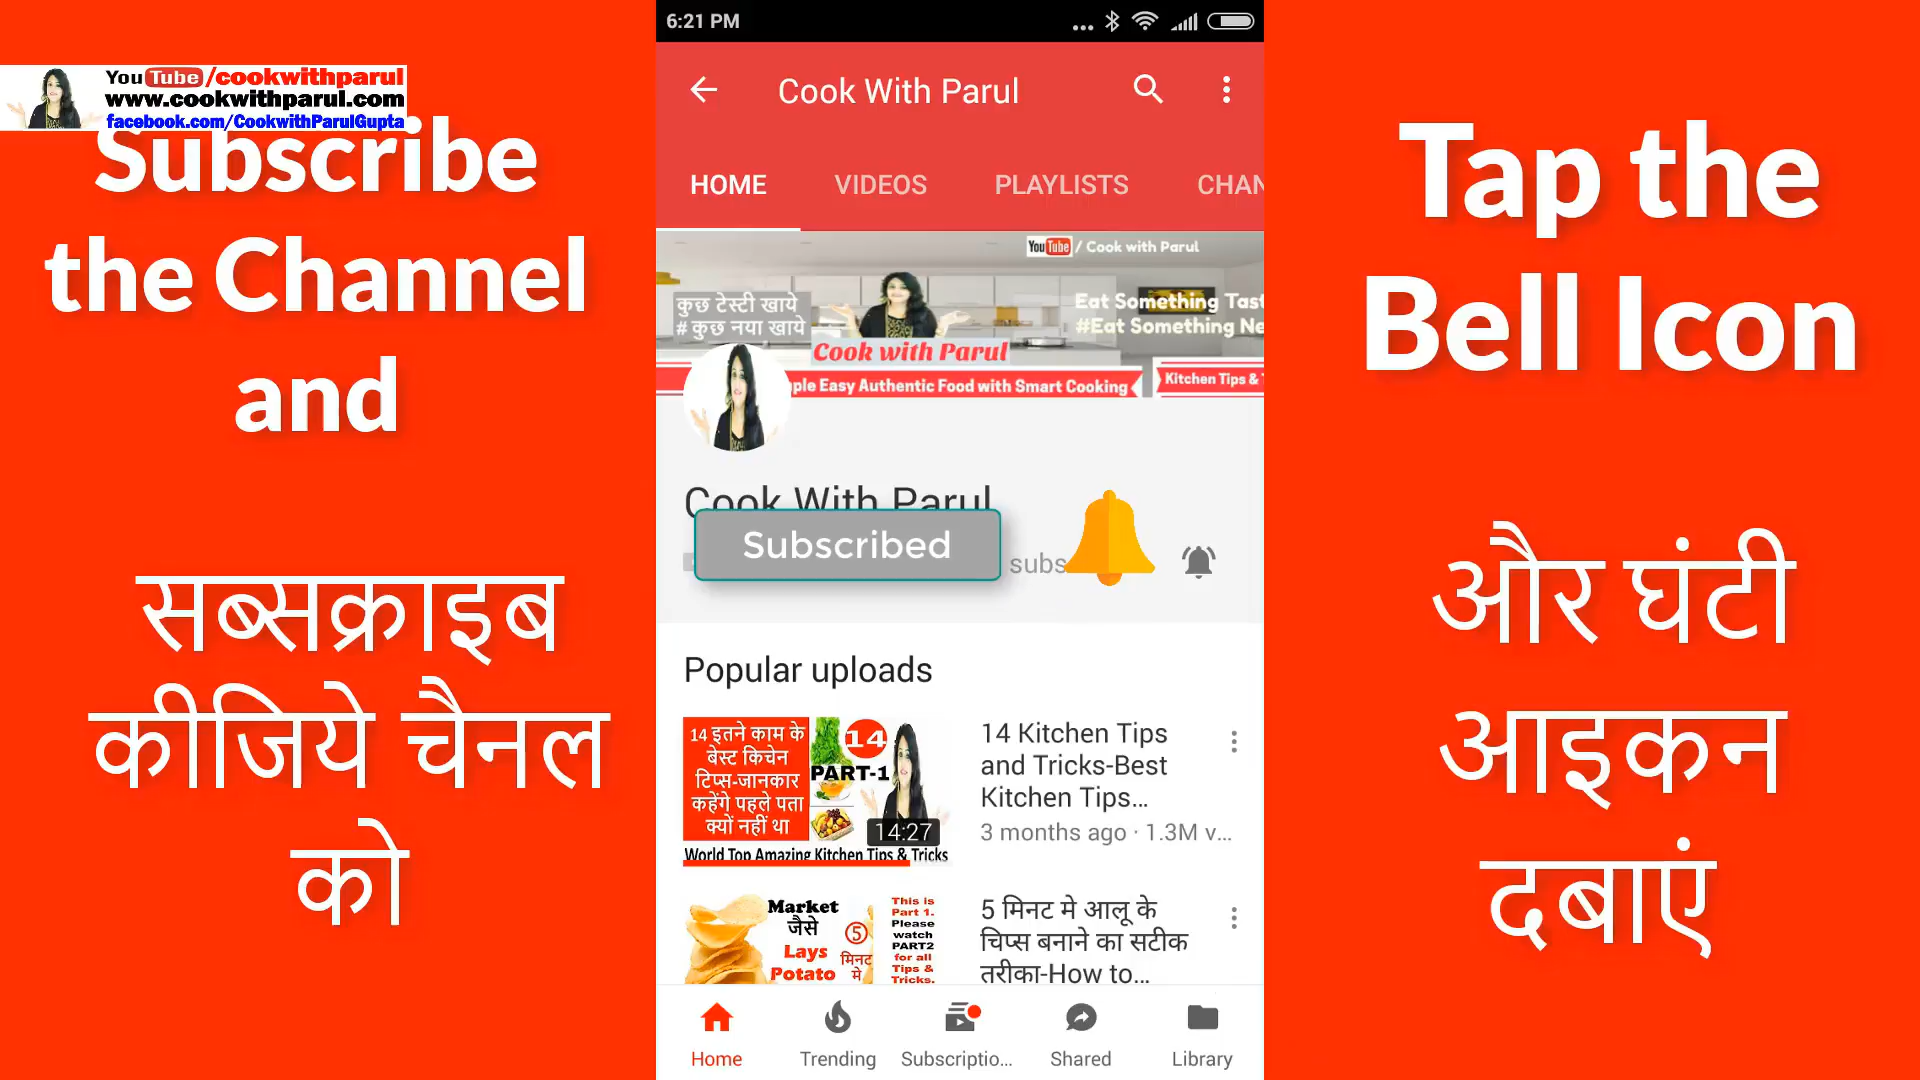 YouTube/cookwithparul
www.cookwithparul.com
facebook.com/CookwithParulGupta
Subscribe
the Channel
and
सब्सक्राइब
कीजिये चैनल
को
6:21 PM
Cook With Parul
HOME
VIDEOS
PLAYLISTS
CHAN
YouTube / Cook with Parul
कुछ टेस्टी खाये
# कुछ नया खाये
Eat Something Tast
#Eat Something Ne
Cook with Parul
ple Easy Authentic Food with Smart Cooking
Kitchen Tips &
Cook With Parul
Subscribed
subs
Popular uploads
14 इतने काम के
बेस्ट किचेन
टिप्स-जानकार
कहेंगे पहले पता
क्यों नहीं था
14
PART-1
14:27
World Top Amazing Kitchen Tips & Tricks
14 Kitchen Tips
and Tricks-Best
Kitchen Tips...
3 months ago · 1.3M v...
Market
जैसे
Lays
Potato
5
मिनट
मे
This is
Part 1.
Please
watch
PART2
for all
Tips &
Tricks.
5 मिनट मे आलू के
चिप्स बनाने का सटीक
तरीका-How to...
Home
Trending
Subscriptio...
Shared
Library
Tap the
Bell Icon
और घंटी
आइकन
दबाएं